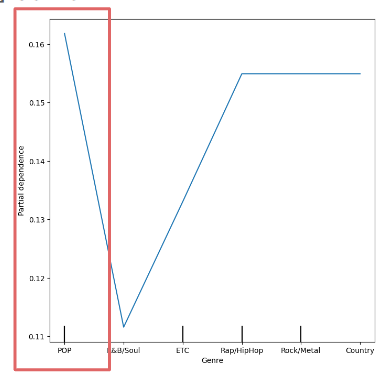 0.16
0.15
0.14
0.13
0.12
0.11
Partial dependence
POP
R&B/Soul
ETC
Rap/HipHop
Rock/Metal
Country
Genre